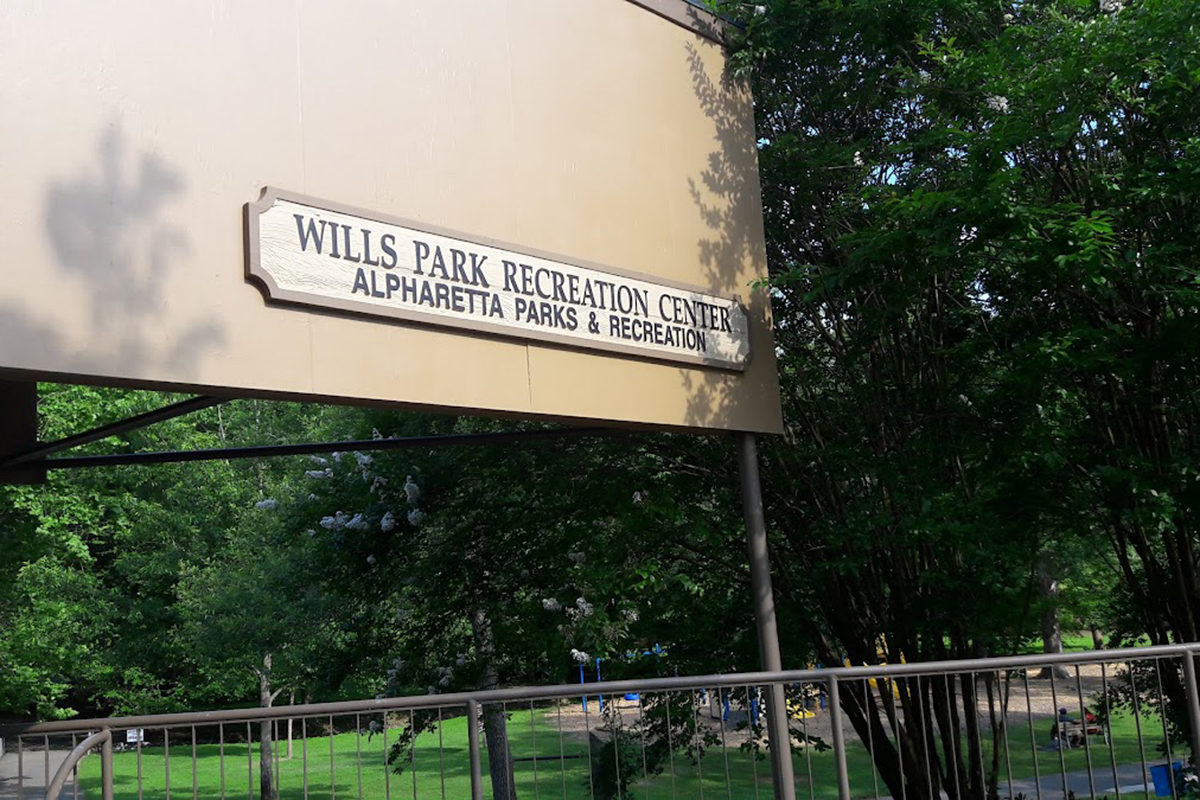 WILLS PARK RECREATION CENTER
ALPHARETTA PARKS & RECREATION